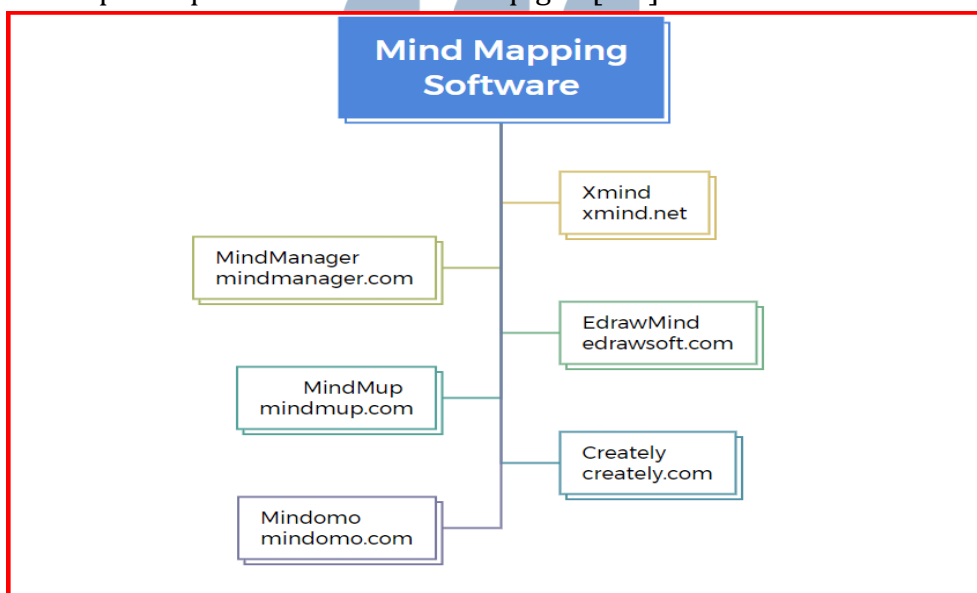 Mind Mapping
Software
Xmind
xmind.net
MindManager
mindmanager.com
EdrawMind
edrawsoft.com
MindMup
mindmup.com
Creately
creately.com
Mindomo
mindomo.com